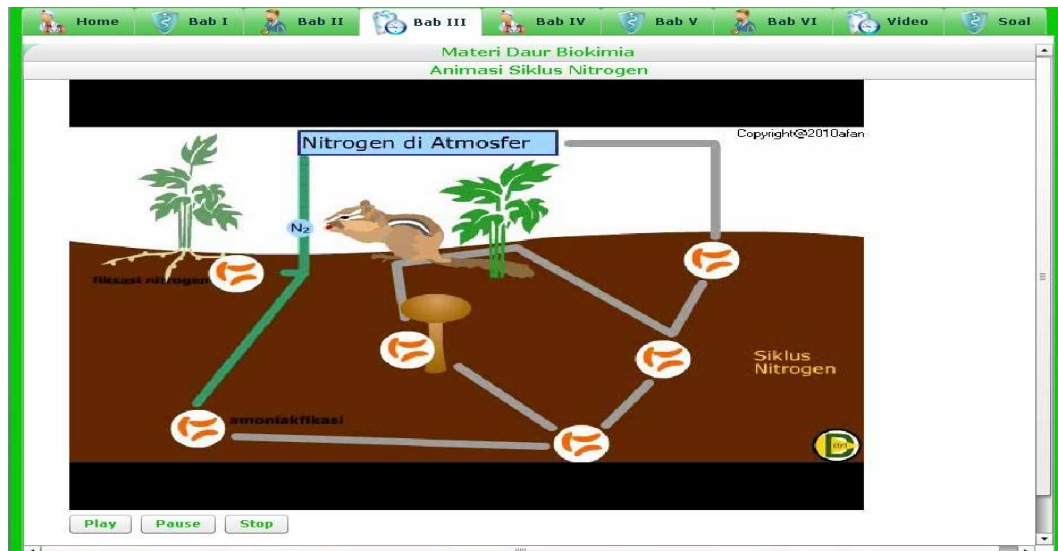 Home Bab I Bab II Bab III Bab IV Bab V Bab VI Video Soal
Materi Daur Biokimia
Animasi Siklus Nitrogen
Copyright@2010afan
Nitrogen di Atmosfer
N₂
fiksasi nitrogen
Siklus
Nitrogen
amoniakfikasi
Play Pause Stop